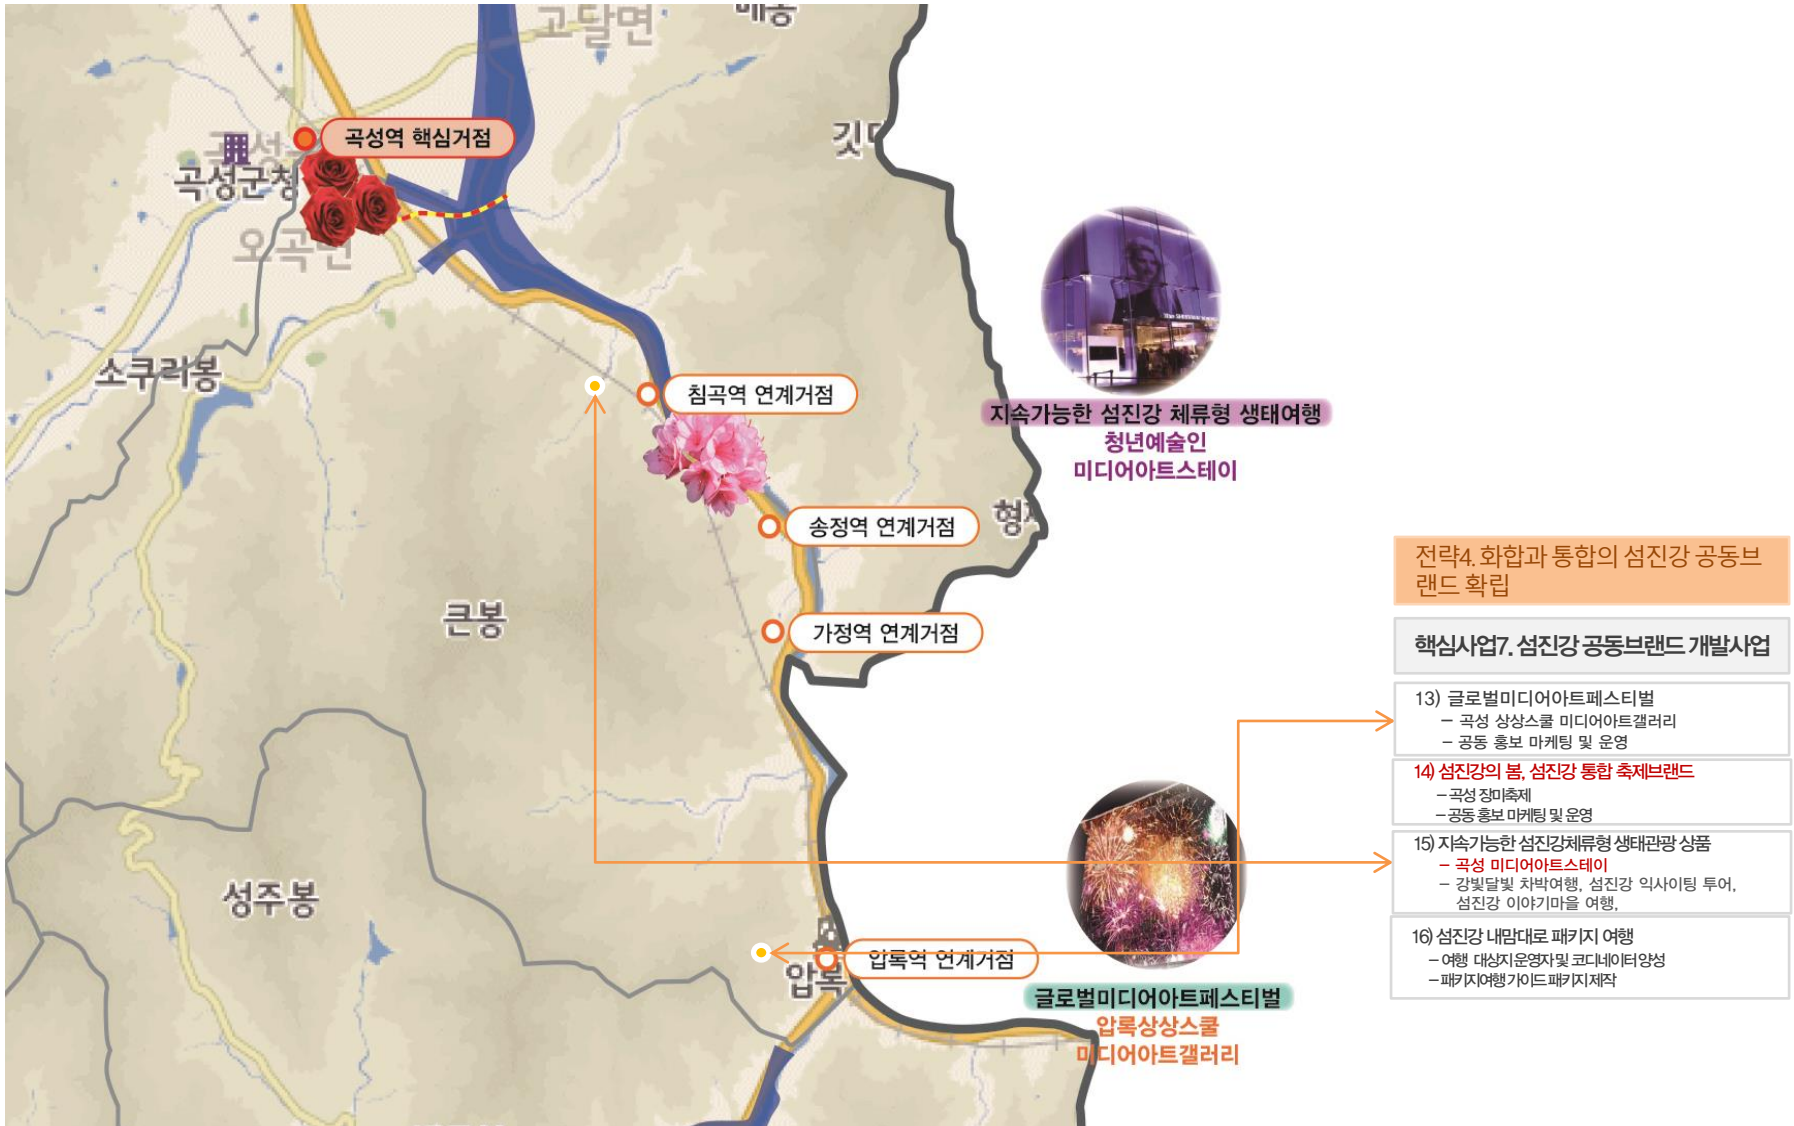 고달면
곡성역 핵심거점
곡성군청
오곡면
소쿠리봉
침곡역 연계거점
지속가능한 섬진강 체류형 생태여행
청년예술인
미디어아트스테이
송정역 연계거점
큰봉
가정역 연계거점
성주봉
압록역 연계거점
압록
글로벌미디어아트페스티벌
압록상상스쿨
미디어아트갤러리
전략4. 화합과 통합의 섬진강 공동브
랜드 확립
핵심사업7. 섬진강 공동브랜드 개발사업
13) 글로벌미디어아트페스티벌
– 곡성 상상스쿨 미디어아트갤러리
– 공동 홍보 마케팅 및 운영
14) 섬진강의 봄, 섬진강 통합 축제브랜드
– 곡성 장미축제
– 공동 홍보 마케팅 및 운영
15) 지속가능한 섬진강체류형 생태관광 상품
– 곡성 미디어아트스테이
– 강빛달빛 차박여행, 섬진강 익사이팅 투어,
섬진강 이야기마을 여행,
16) 섬진강 내맘대로 패키지 여행
– 여행 대상지 운영자 및 코디네이터 양성
– 패키지여행 가이드 패키지 제작